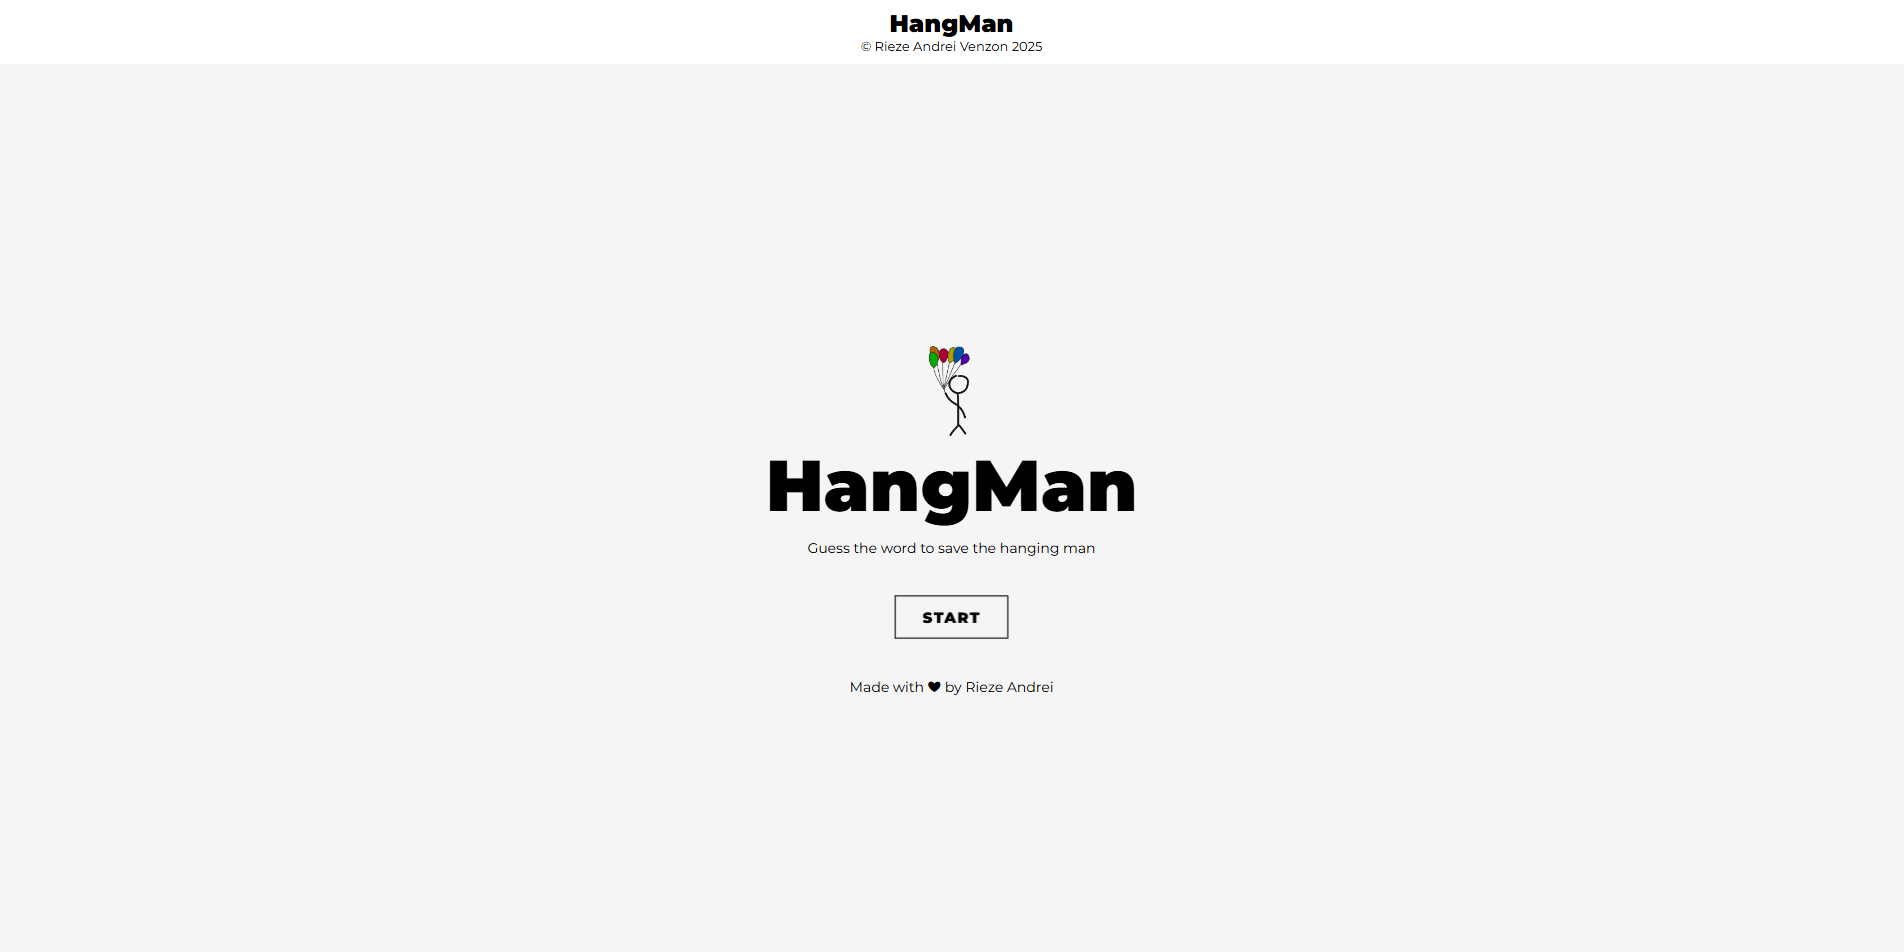 HangMan
© Rieze Andrei Venzon 2025
HangMan
Guess the word to save the hanging man
START
Made with ♥ by Rieze Andrei